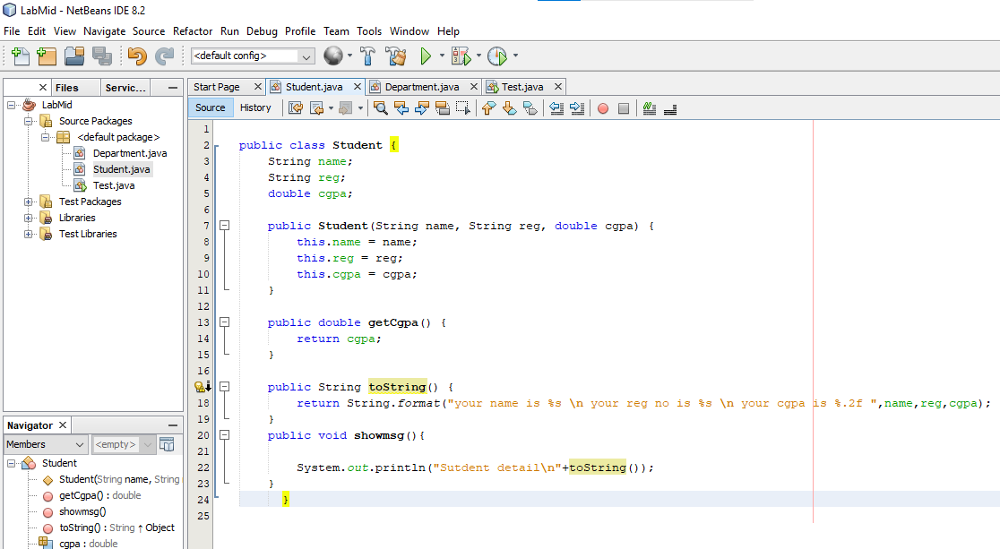 LabMid - NetBeans IDE 8.2
File Edit View Navigate Source Refactor Run Debug Profile Team Tools Window Help
<default config>
Files Servic...
LabMid
Source Packages
<default package>
Department.java
Student.java
Test.java
Test Packages
Libraries
Test Libraries
Navigator
Members <empty>
Student
Student(String name, String
getCgpa() : double
showmsg()
toString() : String ↑ Object
cgpa : double
Start Page Student.java Department.java Test.java
Source History
1
2 public class Student {
3 String name;
4 String reg;
5 double cgpa;
6
7 public Student(String name, String reg, double cgpa) {
8 this.name = name;
9 this.reg = reg;
10 this.cgpa = cgpa;
11 }
12
13 public double getCgpa() {
14 return cgpa;
15 }
16
public String toString() {
18 return String.format("your name is %s \n your reg no is %s \n your cgpa is %.2f ",name,reg,cgpa);
19 }
20 public void showmsg(){
21
22 System.out.println("Sutdent detail\n"+toString());
23 }
24 }
25